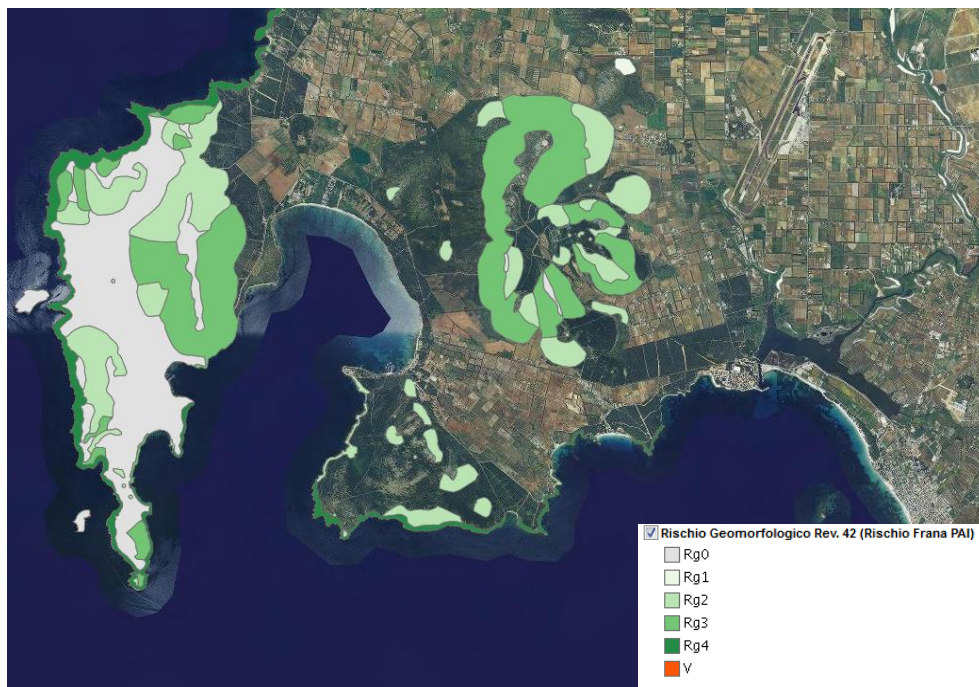 Rischio Geomorfologico Rev. 42 (Rischio Frana PAI)
Rg0
Rg1
Rg2
Rg3
Rg4
V